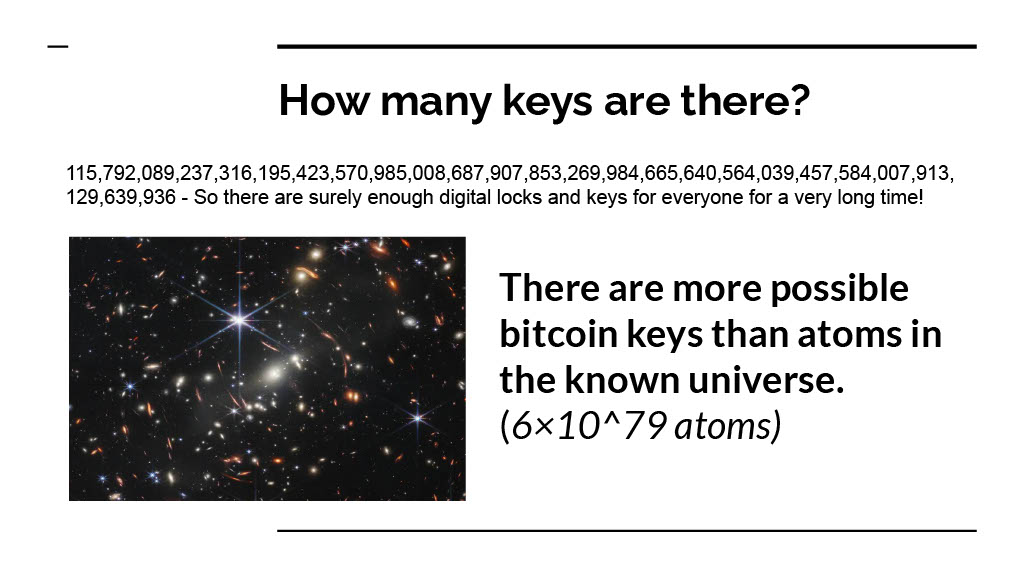 How many keys are there?
115,792,089,237,316,195,423,570,985,008,687,907,853,269,984,665,640,564,039,457,584,007,913,
129,639,936 - So there are surely enough digital locks and keys for everyone for a very long time!
There are more possible
bitcoin keys than atoms in
the known universe.
(6×10^79 atoms)